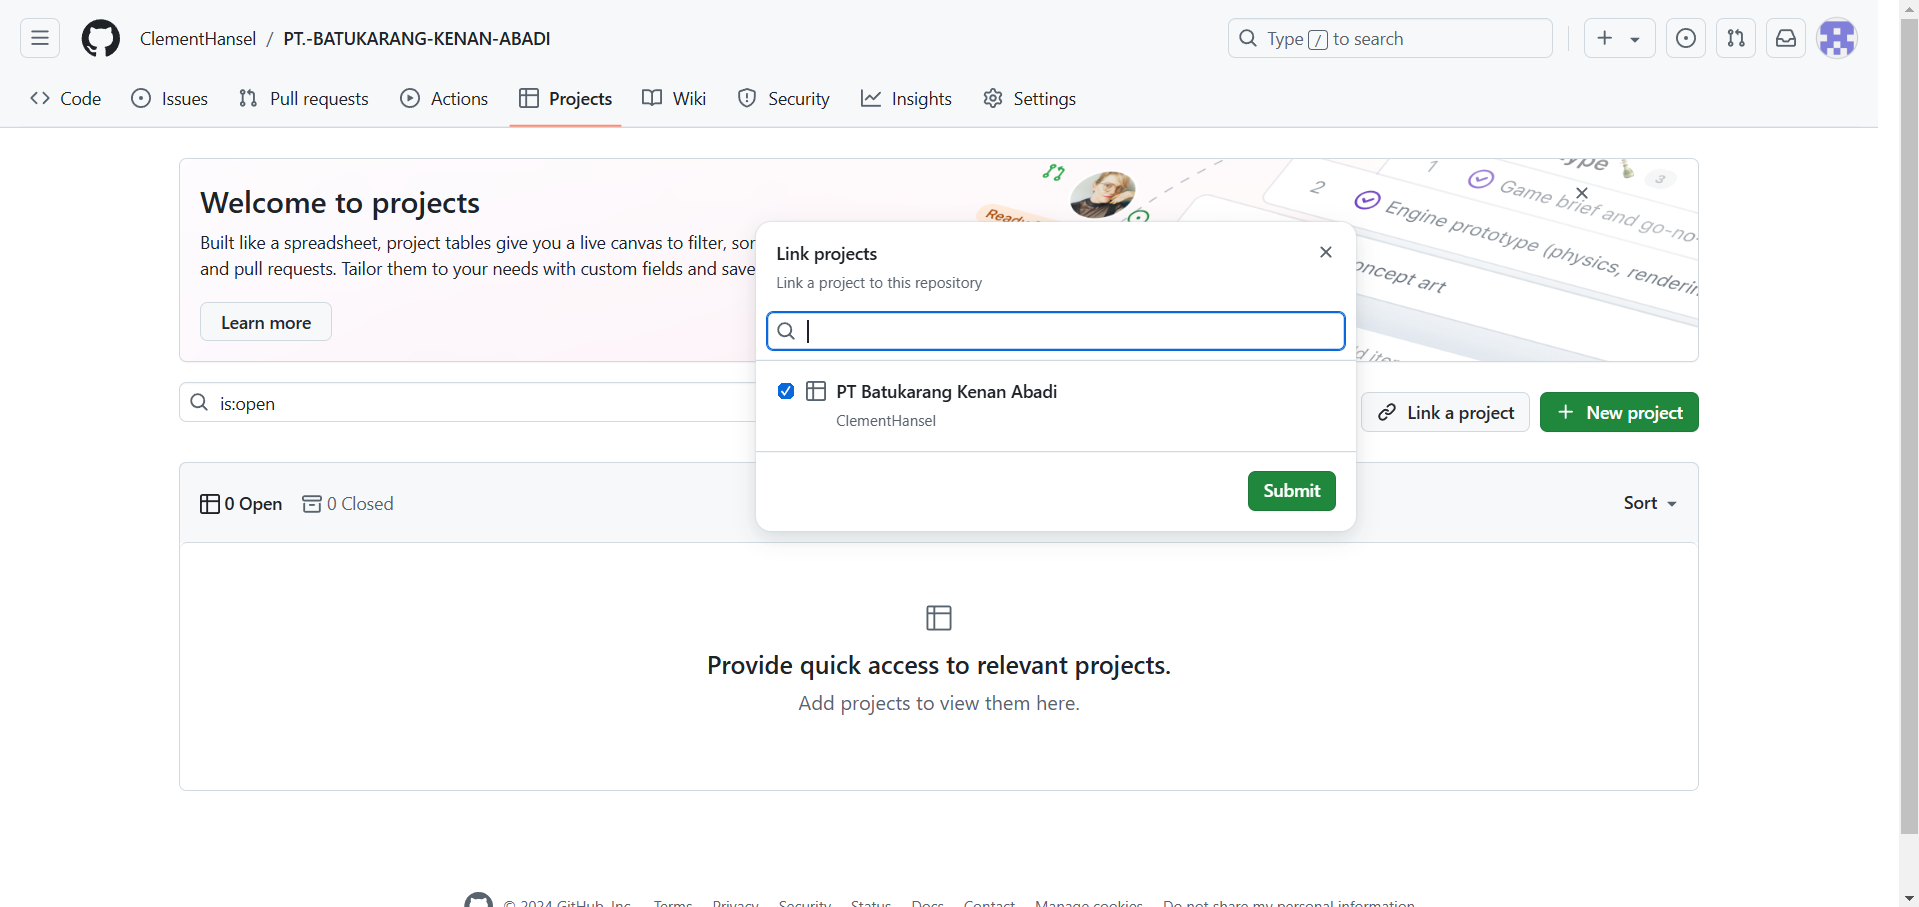 ClementHansel / PT.-BATUKARANG-KENAN-ABADI
Type / to search
Code Issues Pull requests Actions Projects Wiki Security Insights Settings
Welcome to projects
Built like a spreadsheet, project tables give you a live canvas to filter, sor
and pull requests. Tailor them to your needs with custom fields and save
Learn more
1
3
2
Game brief and go-no-
Engine prototype (physics, renderin
oncept art
Link projects
Link a project to this repository
PT Batukarang Kenan Abadi
ClementHansel
Submit
is:open
Link a project
New project
0 Open 0 Closed
Sort
Provide quick access to relevant projects.
Add projects to view them here.
© 2024 GitHub, Inc. Terms Privacy Security Status Docs Contact Manage cookies Do not share my personal information